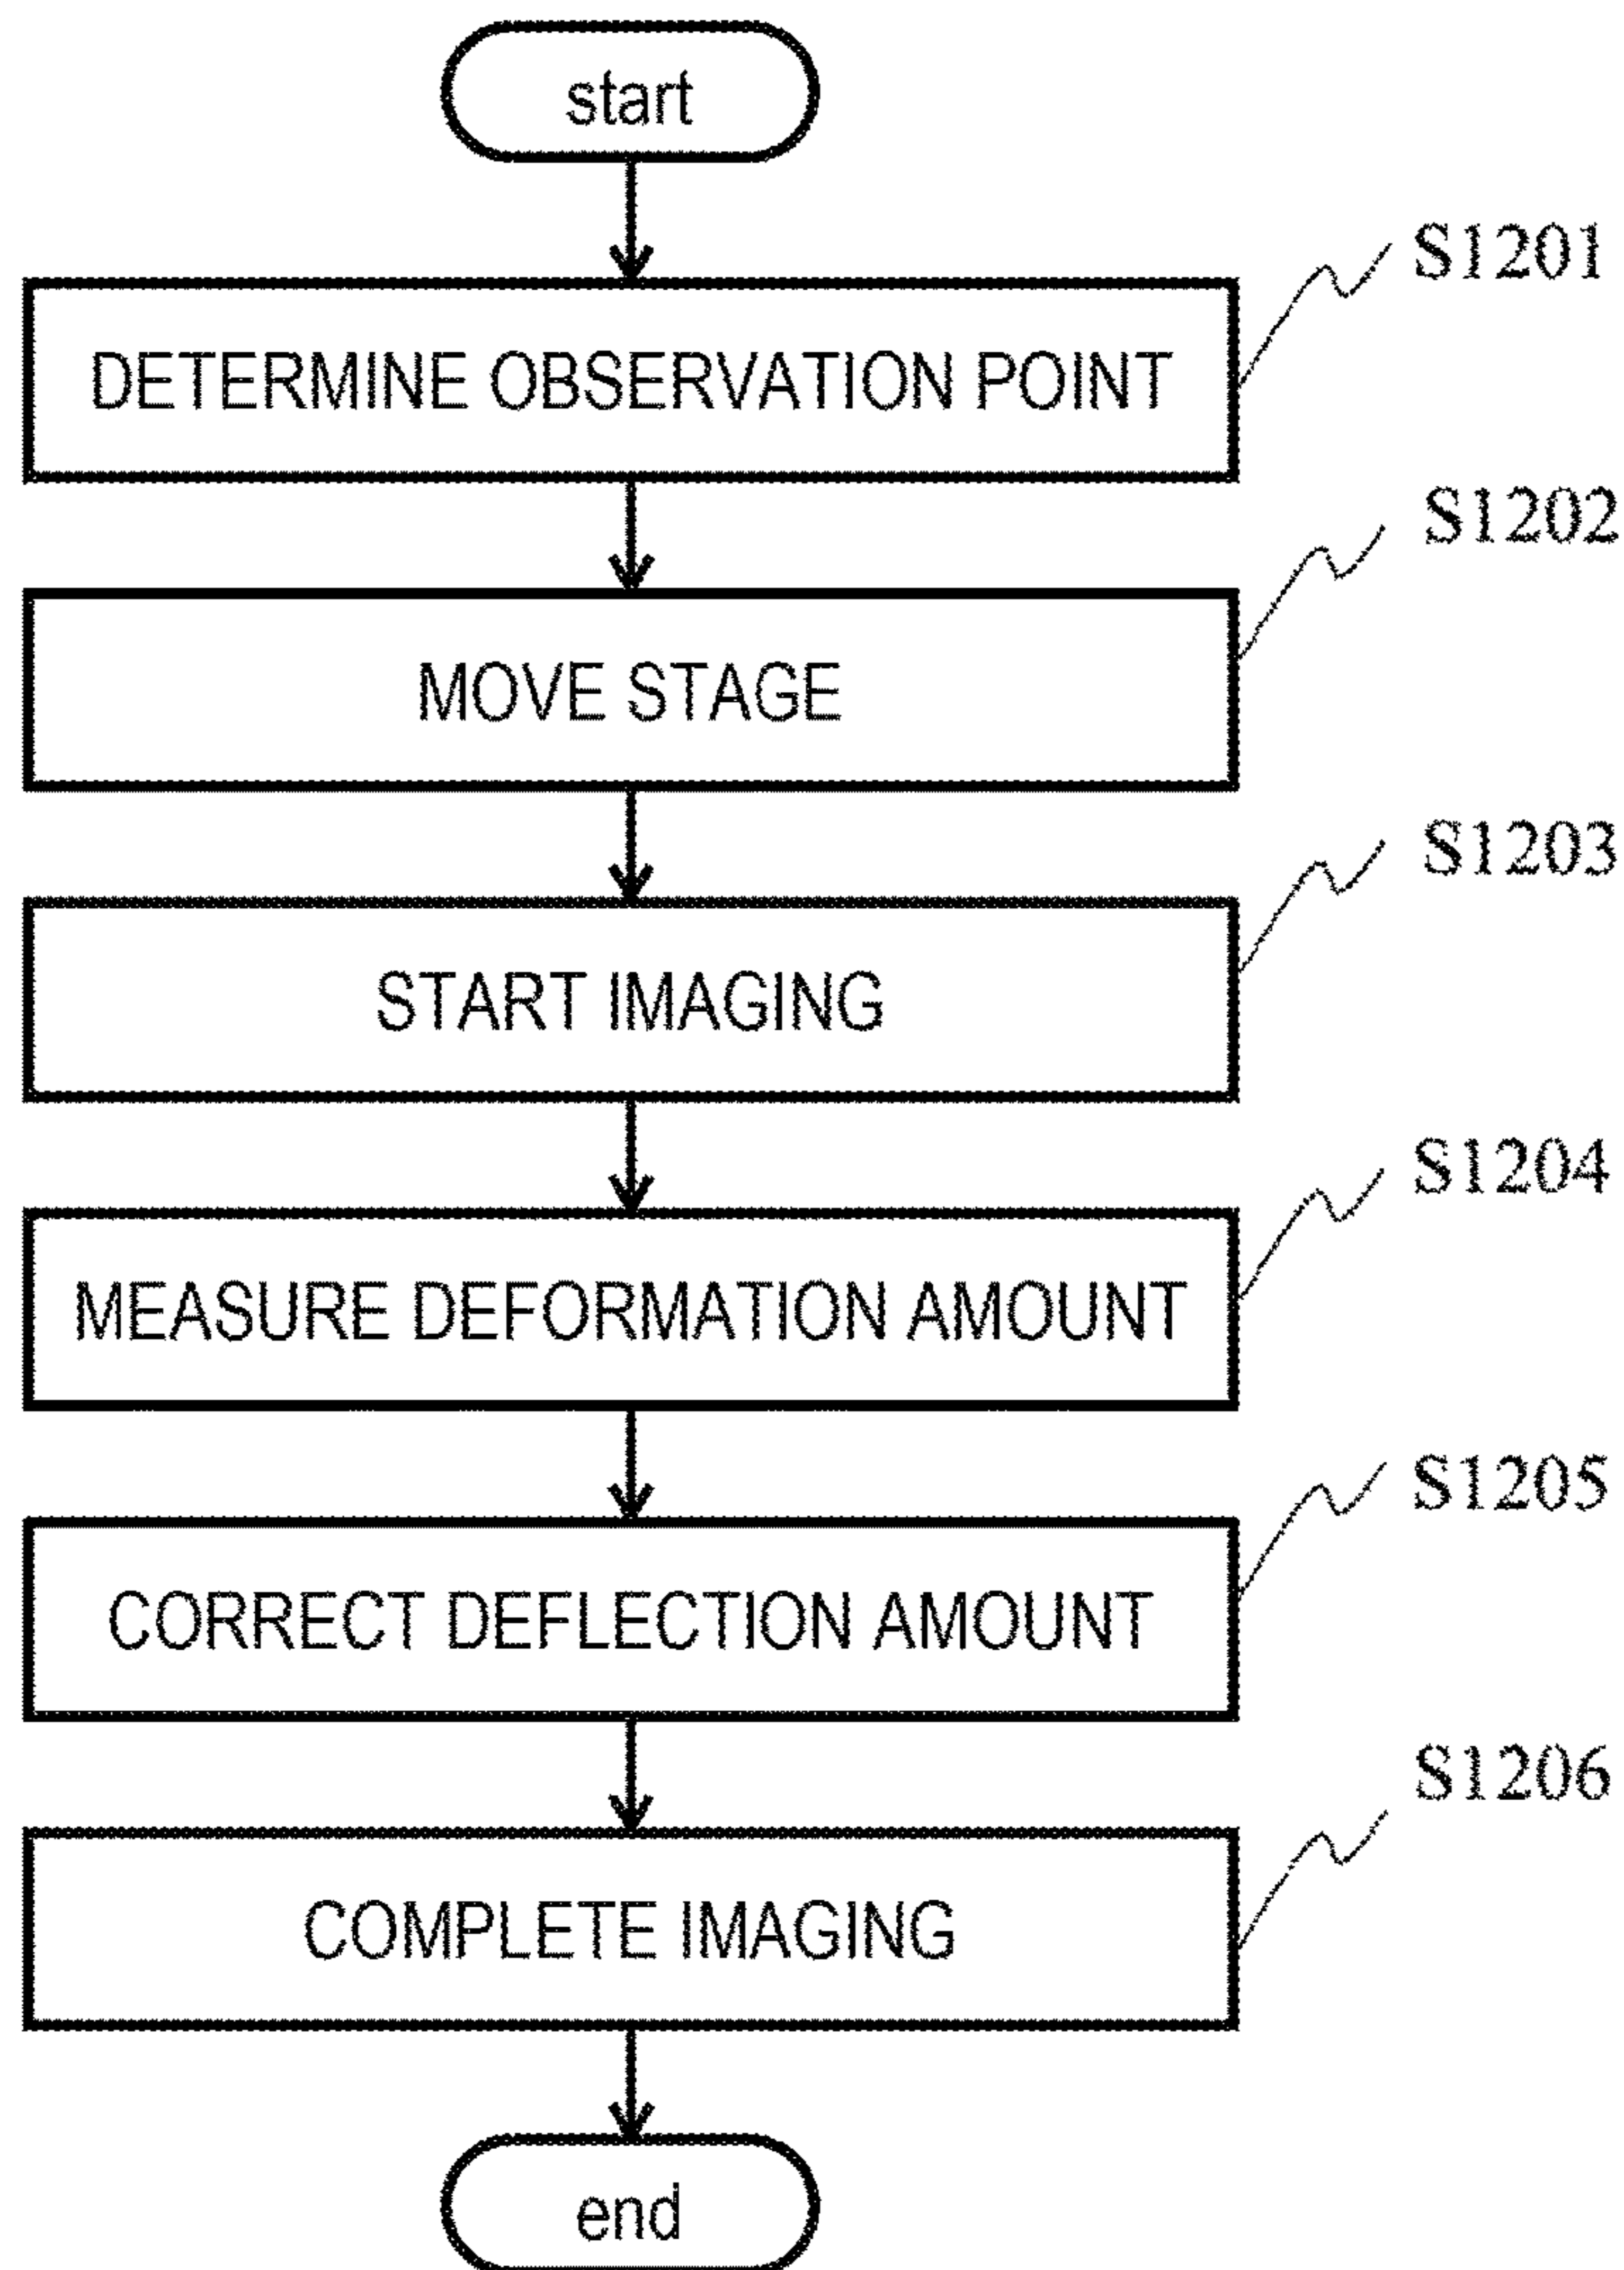 start
S1201
DETERMINE OBSERVATION POINT
S1202
MOVE STAGE
S1203
START IMAGING
S1204
MEASURE DEFORMATION AMOUNT
S1205
CORRECT DEFLECTION AMOUNT
S1206
COMPLETE IMAGING
end